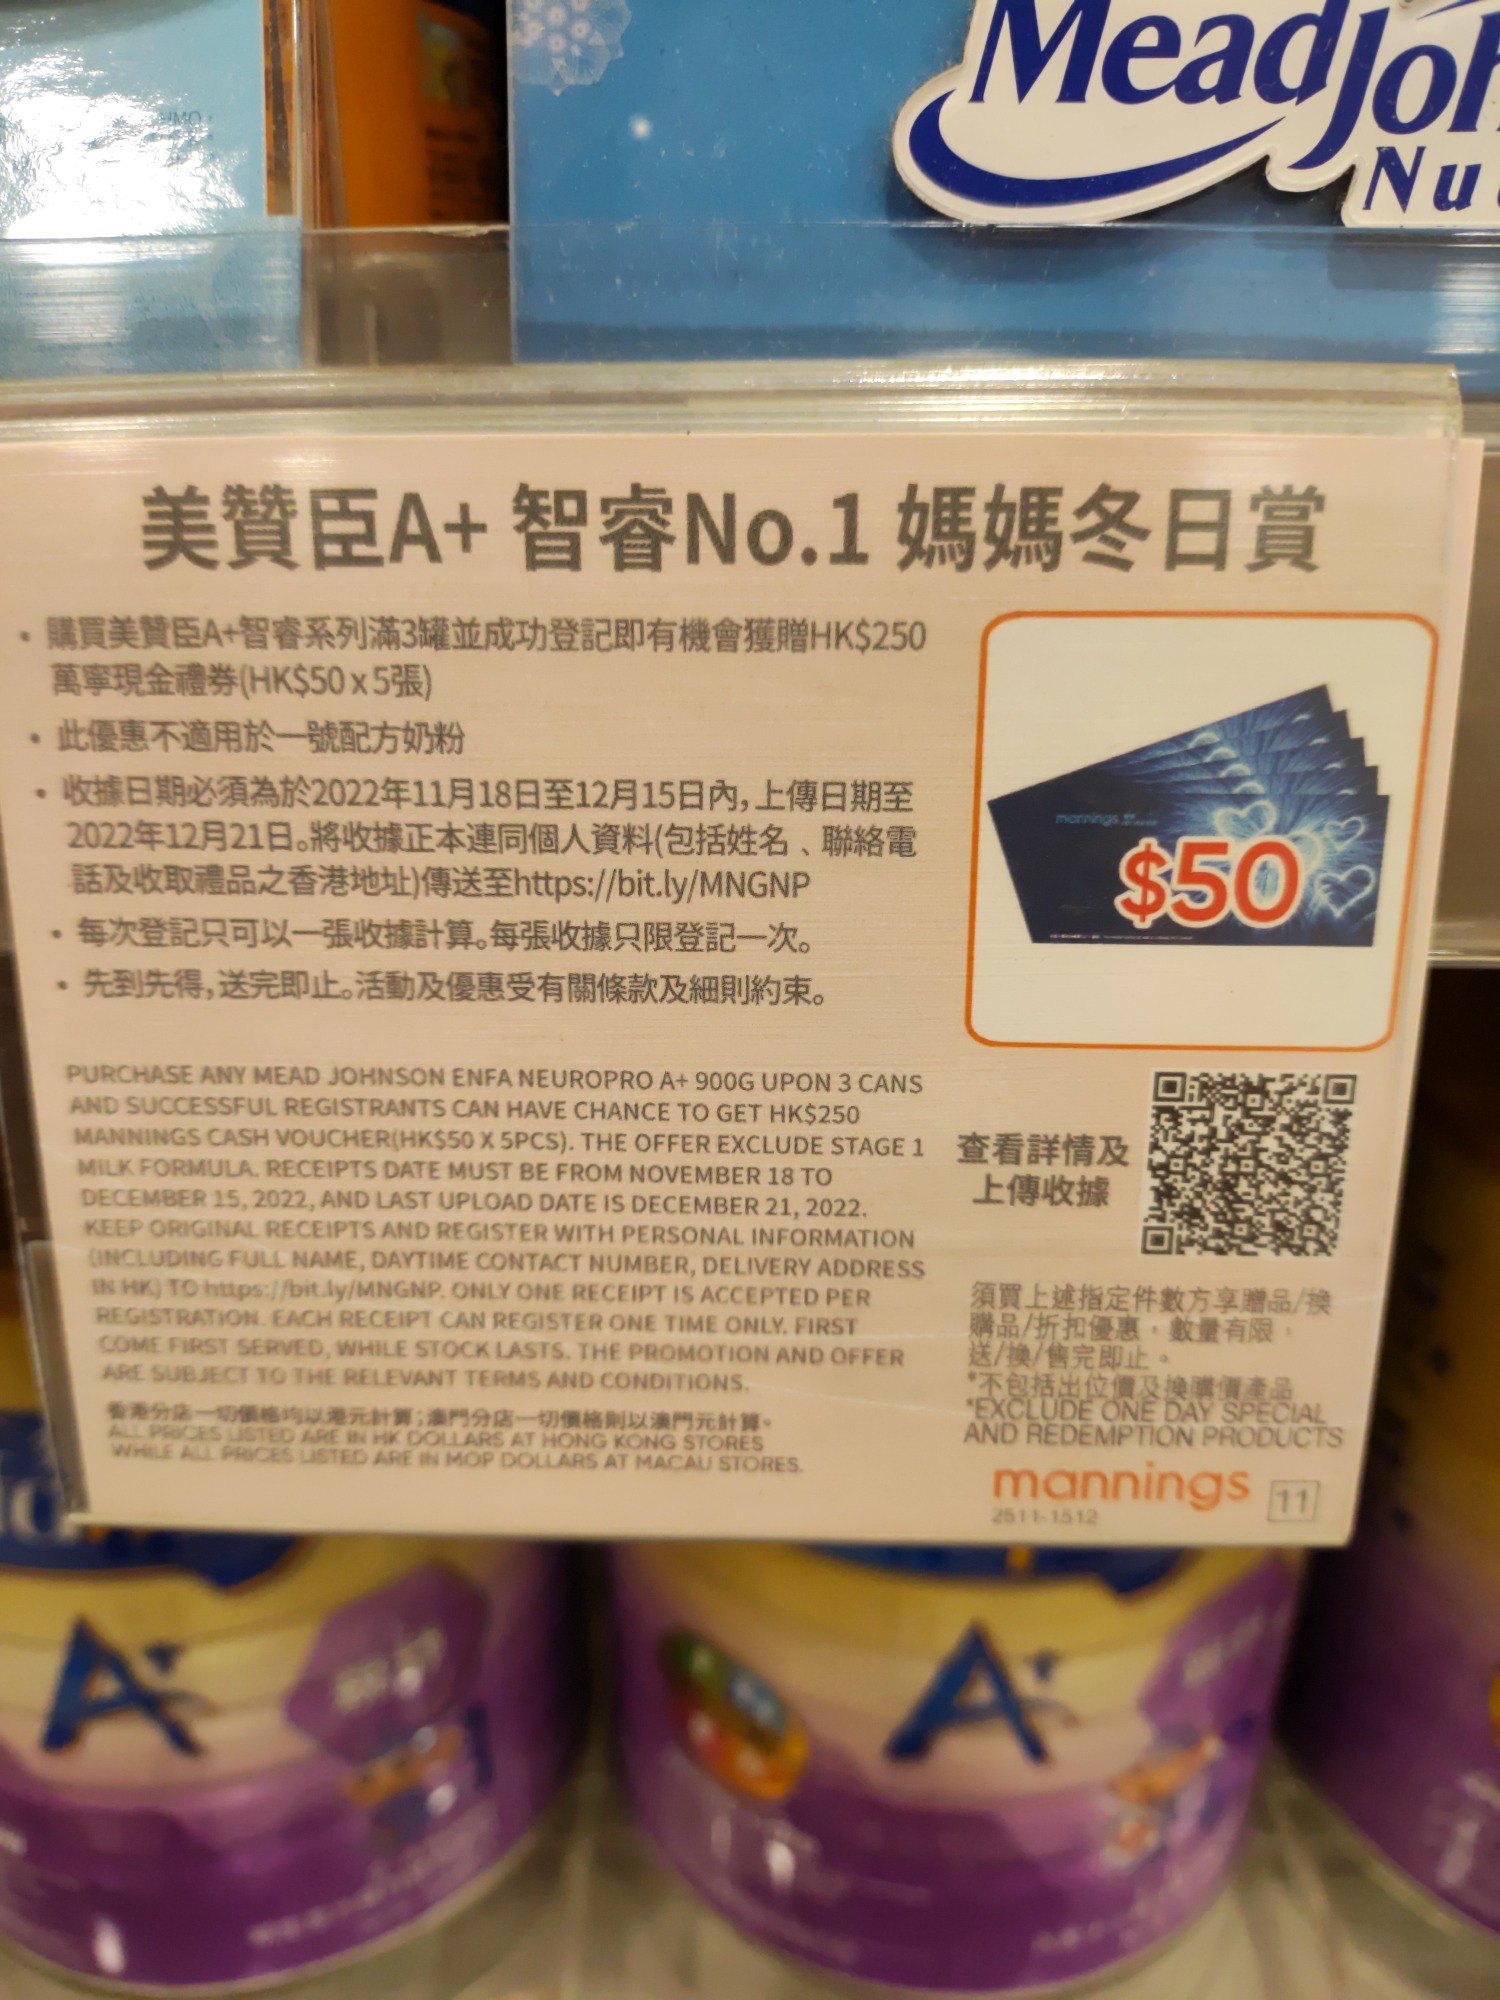 MeadJoh
Nu
美贊臣A+ 智睿No.1 媽媽冬日賞
• 購買美贊臣A+智睿系列滿3罐並成功登記即有機會獲贈HK$250
萬寧現金禮券(HK$50 x 5張)
• 此優惠不適用於一號配方奶粉
• 收據日期必須為於2022年11月18日至12月15日內，上傳日期至
2022年12月21日。將收據正本連同個人資料(包括姓名、聯絡電
話及收取禮品之香港地址)傳送至https://bit.ly/MNGNP
• 每次登記只可以一張收據計算。每張收據只限登記一次。
• 先到先得，送完即止。活動及優惠受有關條款及細則約束。
mannings
$50
PURCHASE ANY MEAD JOHNSON ENFA NEUROPRO A+ 900G UPON 3 CANS
AND SUCCESSFUL REGISTRANTS CAN HAVE CHANCE TO GET HK$250
MANNINGS CASH VOUCHER(HK$50 X 5PCS). THE OFFER EXCLUDE STAGE 1
MILK FORMULA. RECEIPTS DATE MUST BE FROM NOVEMBER 18 TO
DECEMBER 15, 2022, AND LAST UPLOAD DATE IS DECEMBER 21, 2022.
KEEP ORIGINAL RECEIPTS AND REGISTER WITH PERSONAL INFORMATION
(INCLUDING FULL NAME, DAYTIME CONTACT NUMBER, DELIVERY ADDRESS
IN HK) TO https://bit.ly/MNGNP. ONLY ONE RECEIPT IS ACCEPTED PER
REGISTRATION. EACH RECEIPT CAN REGISTER ONE TIME ONLY. FIRST
COME FIRST SERVED, WHILE STOCK LASTS. THE PROMOTION AND OFFER
ARE SUBJECT TO THE RELEVANT TERMS AND CONDITIONS.
香港分店一切價格均以港元計算；澳門分店一切價格則以澳門元計算。
ALL PRICES LISTED ARE IN HK DOLLARS AT HONG KONG STORES
WHILE ALL PRICES LISTED ARE IN MOP DOLLARS AT MACAU STORES.
查看詳情及
上傳收據
須買上述指定件數方享贈品/換
購品/折扣優惠，數量有限，
送/換/售完即止。
*不包括出位價及換購價產品
*EXCLUDE ONE DAY SPECIAL
AND REDEMPTION PRODUCTS
mannings
2511-1512
11
A+
A+